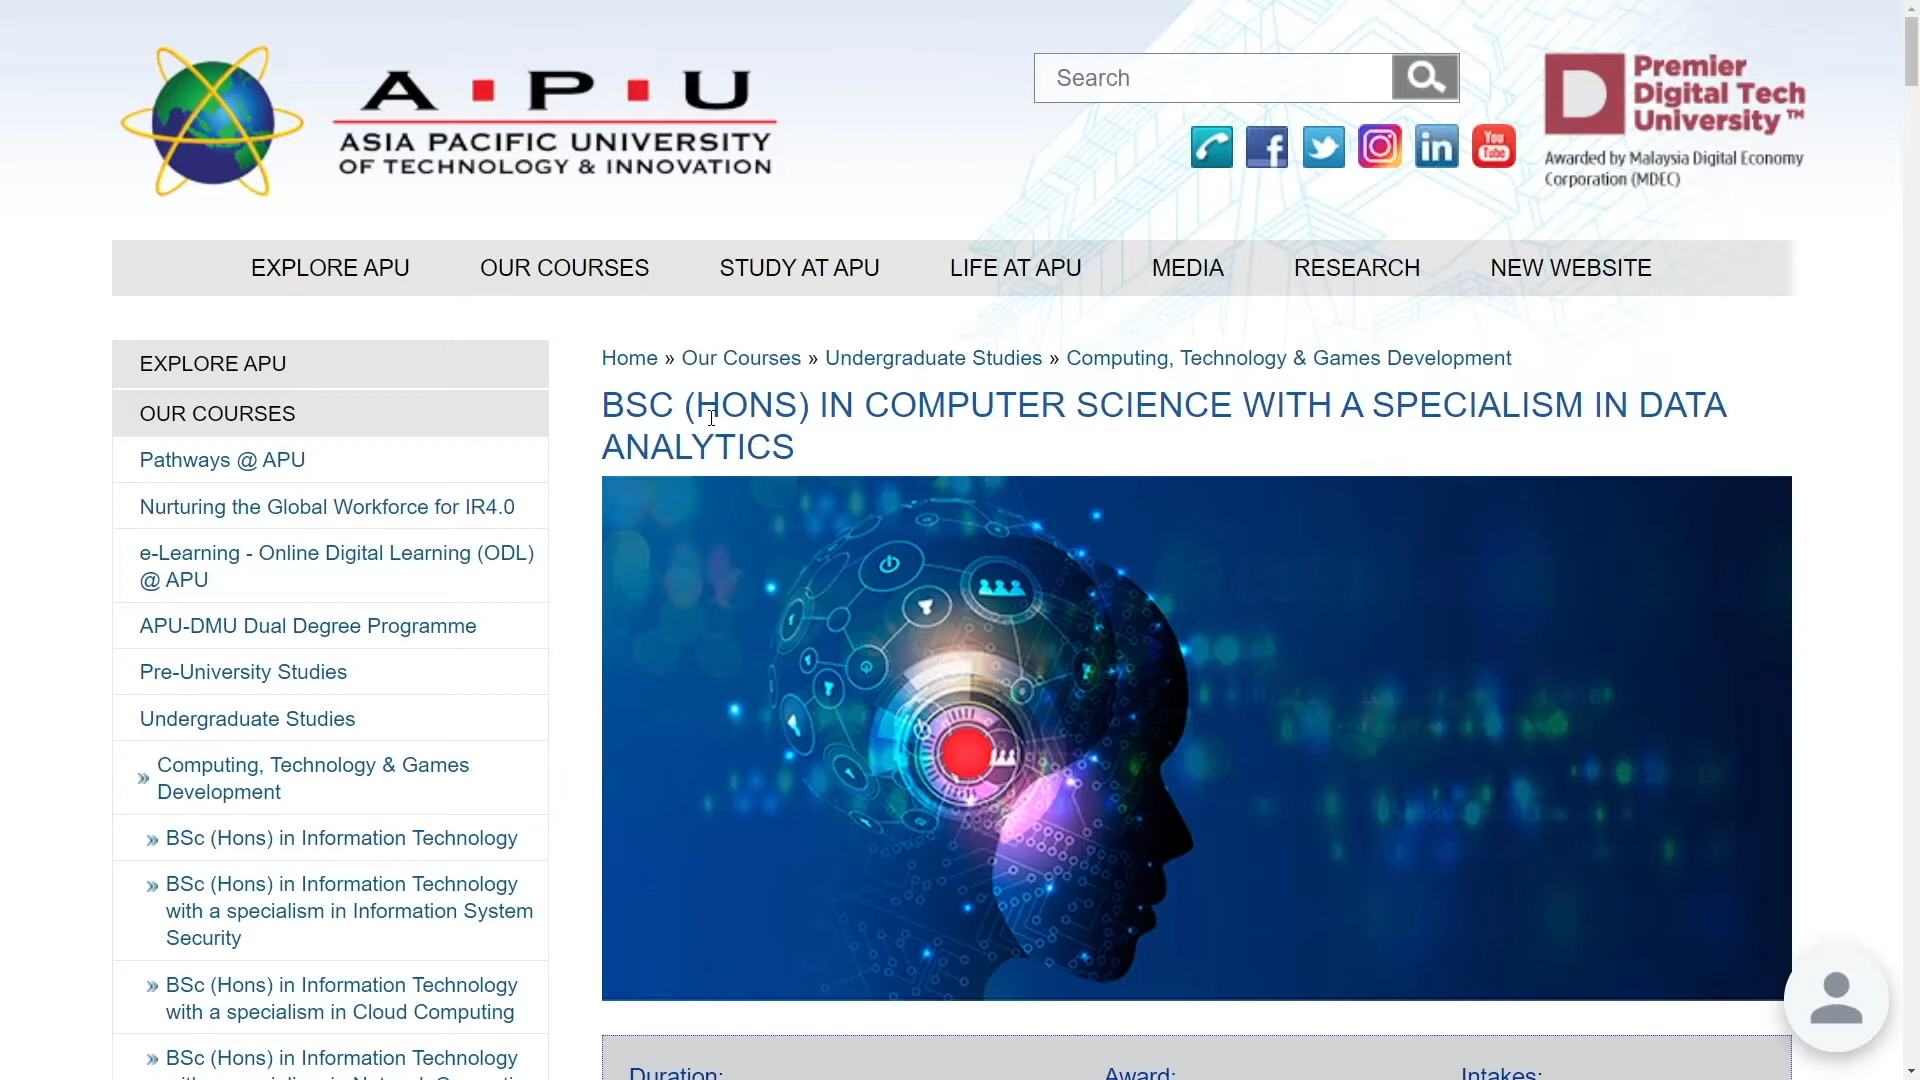 A.P.U
ASIA PACIFIC UNIVERSITY
OF TECHNOLOGY & INNOVATION
Search
You
Tube
in
Premier
Digital Tech
University™
Awarded by Malaysia Digital Economy
Corporation (MDEC)
EXPLORE APU OUR COURSES STUDY AT APU LIFE AT APU MEDIA RESEARCH NEW WEBSITE
EXPLORE APU
OUR COURSES
Pathways @ APU
Nurturing the Global Workforce for IR4.0
e-Learning - Online Digital Learning (ODL)
@ APU
APU-DMU Dual Degree Programme
Pre-University Studies
Undergraduate Studies
» Computing, Technology & Games
Development
» BSc (Hons) in Information Technology
» BSc (Hons) in Information Technology
with a specialism in Information System
Security
» BSc (Hons) in Information Technology
with a specialism in Cloud Computing
» BSc (Hons) in Information Technology
Home » Our Courses » Undergraduate Studies » Computing, Technology & Games Development
BSC (HONS) IN COMPUTER SCIENCE WITH A SPECIALISM IN DATA
ANALYTICS
Duration: Award: Intakes: